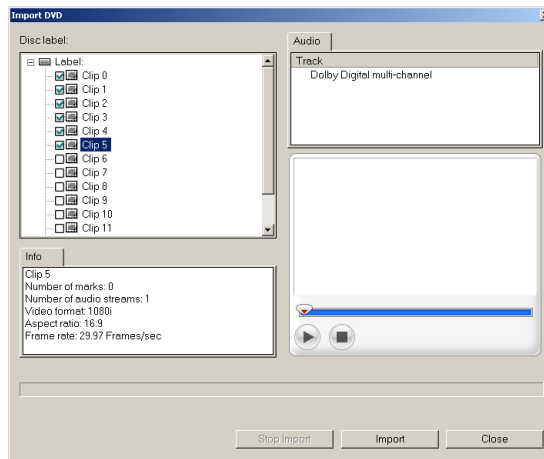 Import DVD
Disc label:
Label:
Clip 0
Clip 1
Clip 2
Clip 3
Clip 4
Clip 5
Clip 6
Clip 7
Clip 8
Clip 9
Clip 10
Clip 11
Audio
Track
Dolby Digital multi-channel
Info
Clip 5
Number of marks: 0
Number of audio streams: 1
Video format: 1080i
Aspect ratio: 16:9
Frame rate: 29.97 Frames/sec
Stop Import
Import
Close